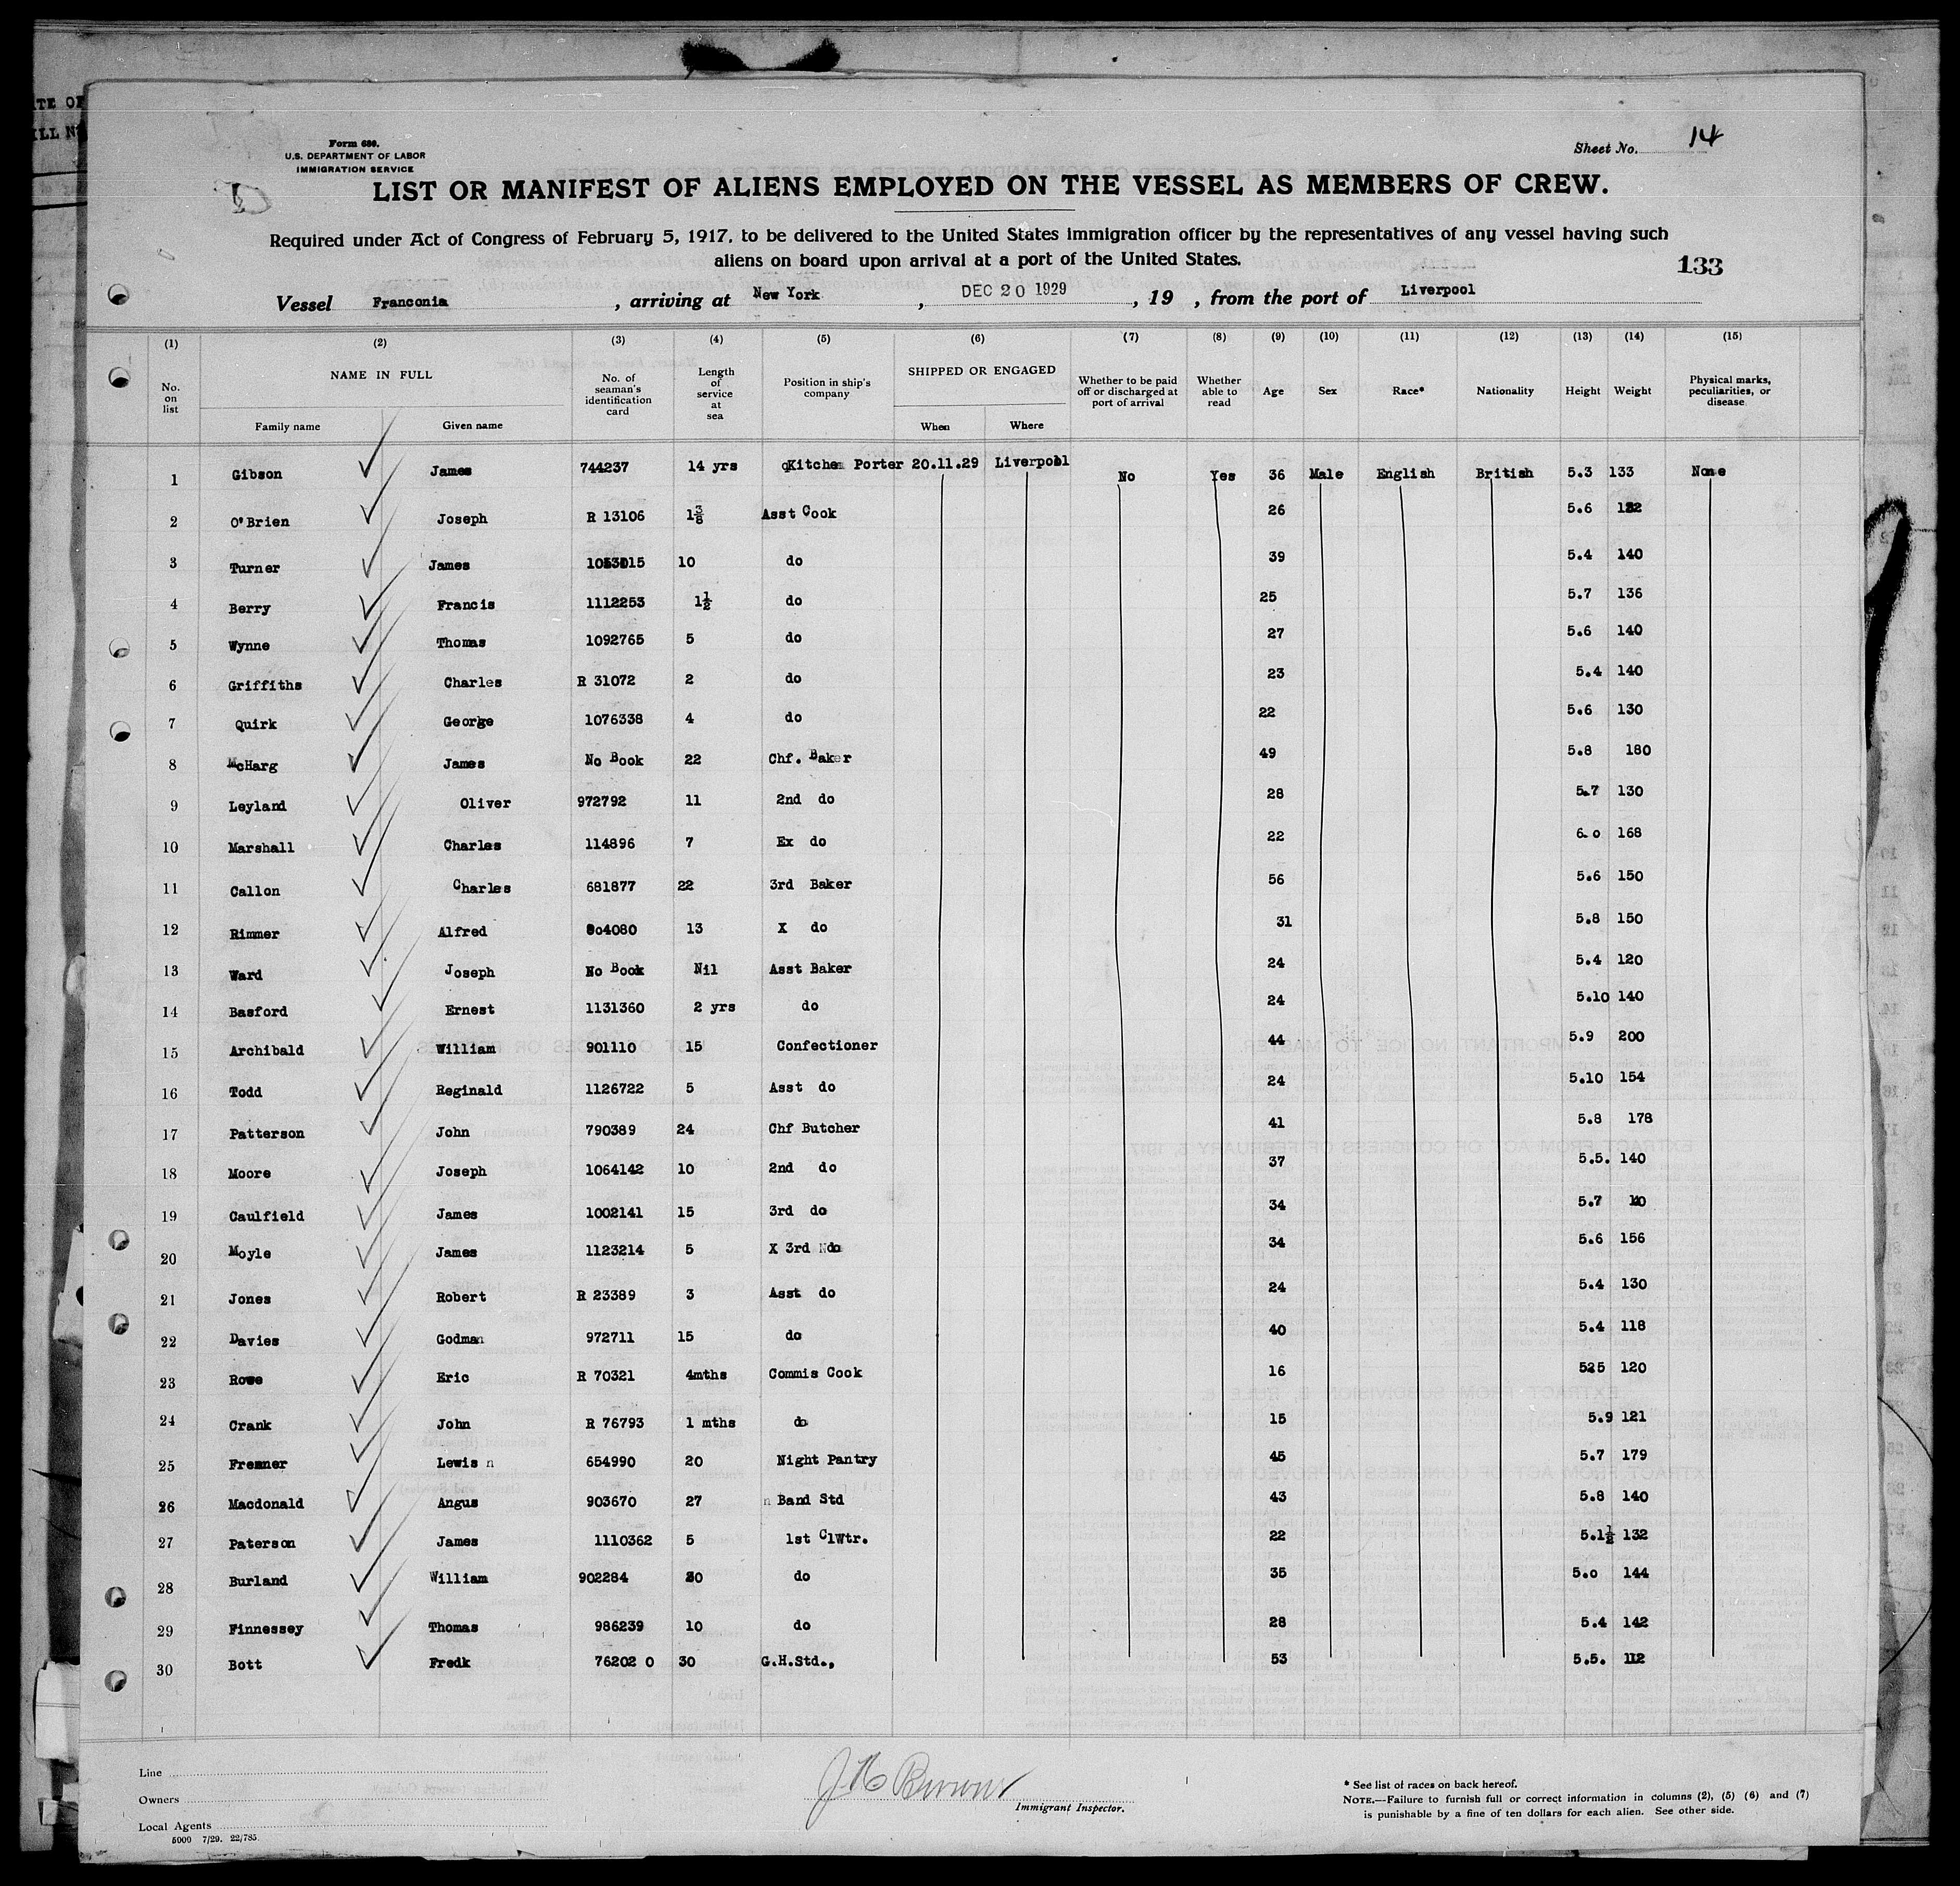 TE OF
ILL N
Form 680.
U.S. DEPARTMENT OF LABOR
IMMIGRATION SERVICE
Sheet No. 14
LIST OR MANIFEST OF ALIENS EMPLOYED ON THE VESSEL AS MEMBERS OF CREW.
Required under Act of Congress of February 5, 1917, to be delivered to the United States immigration officer by the representatives of any vessel having such
aliens on board upon arrival at a port of the United States.
133
Vessel Franconia, arriving at New York, DEC 20 1929, 19 , from the port of Liverpool
(1) (2) (3) (4) (5) (6) (7) (8) (9) (10) (11) (12) (13) (14) (15)
No. on list NAME IN FULL Family name Given name No. of seaman's identification card Length of service at sea Position in ship's company SHIPPED OR ENGAGED When Where Whether to be paid off or discharged at port of arrival Whether able to read Age Sex Race* Nationality Height Weight Physical marks, peculiarities, or disease
1 Gibson James 744237 14 yrs Kitchen Porter 20.11.29 Liverpool No Yes 36 Male English British 5.3 133 None
2 O'Brien Joseph R 13106 1⅜ Asst Cook 26 5.6
3 Turner James 10 do 39 5.4 140
4 Berry Francis 1112253 1½ do 25 5.7 136
5 Wynne Thomas 1092765 5 do 27 5.6 140
6 Griffiths Charles R 31072 2 do 23 5.4 140
7 Quirk George 1076338 4 do 22 5.6 130
8 McHarg James No Book 22 Chf. Baker 49 5.8 180
9 Leyland Oliver 972792 11 2nd do 28 5.7 130
10 Marshall Charles 114896 7 Ex do 22 6.0 168
11 Callon Charles 681877 22 3rd Baker 56 5.6 150
12 Rimmer Alfred 804080 13 X do 31 5.8 150
13 Ward Joseph No Book Nil Asst Baker 24 5.4 120
14 Basford Ernest 1131360 2 yrs do 24 5.10 140
15 Archibald William 901110 15 Confectioner 44 5.9 200
16 Todd Reginald 1126722 5 Asst do 24 5.10 154
17 Patterson John 790389 24 Chf Butcher 41 5.8 178
18 Moore Joseph 1064142 10 2nd do 37 5.5. 140
19 Caulfield James 1002141 15 3rd do 34 5.7
20 Moyle James 1123214 5 X 3rd do 34 5.6 156
21 Jones Robert R 23389 3 Asst do 24 5.4 130
22 Davies Godman 972711 15 do 40 5.4 118
23 Rowe Eric R 70321 4mths Commis Cook 16 525 120
24 Crank John R 76793 1 mths do 15 5.9 121
25 Fremner Lewis n 654990 20 Night Pantry 45 5.7 179
26 Macdonald Angus 903670 27 n Band Std 43 5.8 140
27 Paterson James 1110362 5 1st ClWtr. 22 5.1½ 132
28 Burland William 902284 do 35 5.0 144
29 Finnessey Thomas 986239 10 do 28 5.4 142
30 Bott Fredk 76202 0 30 G.H.Std., 53 5.5. 112
Line
Owners
Local Agents
5000 7/29. 22/785
Immigrant Inspector.
* See list of races on back hereof.
NOTE.—Failure to furnish full or correct information in columns (2), (5) (6) and (7)
is punishable by a fine of ten dollars for each alien. See other side.